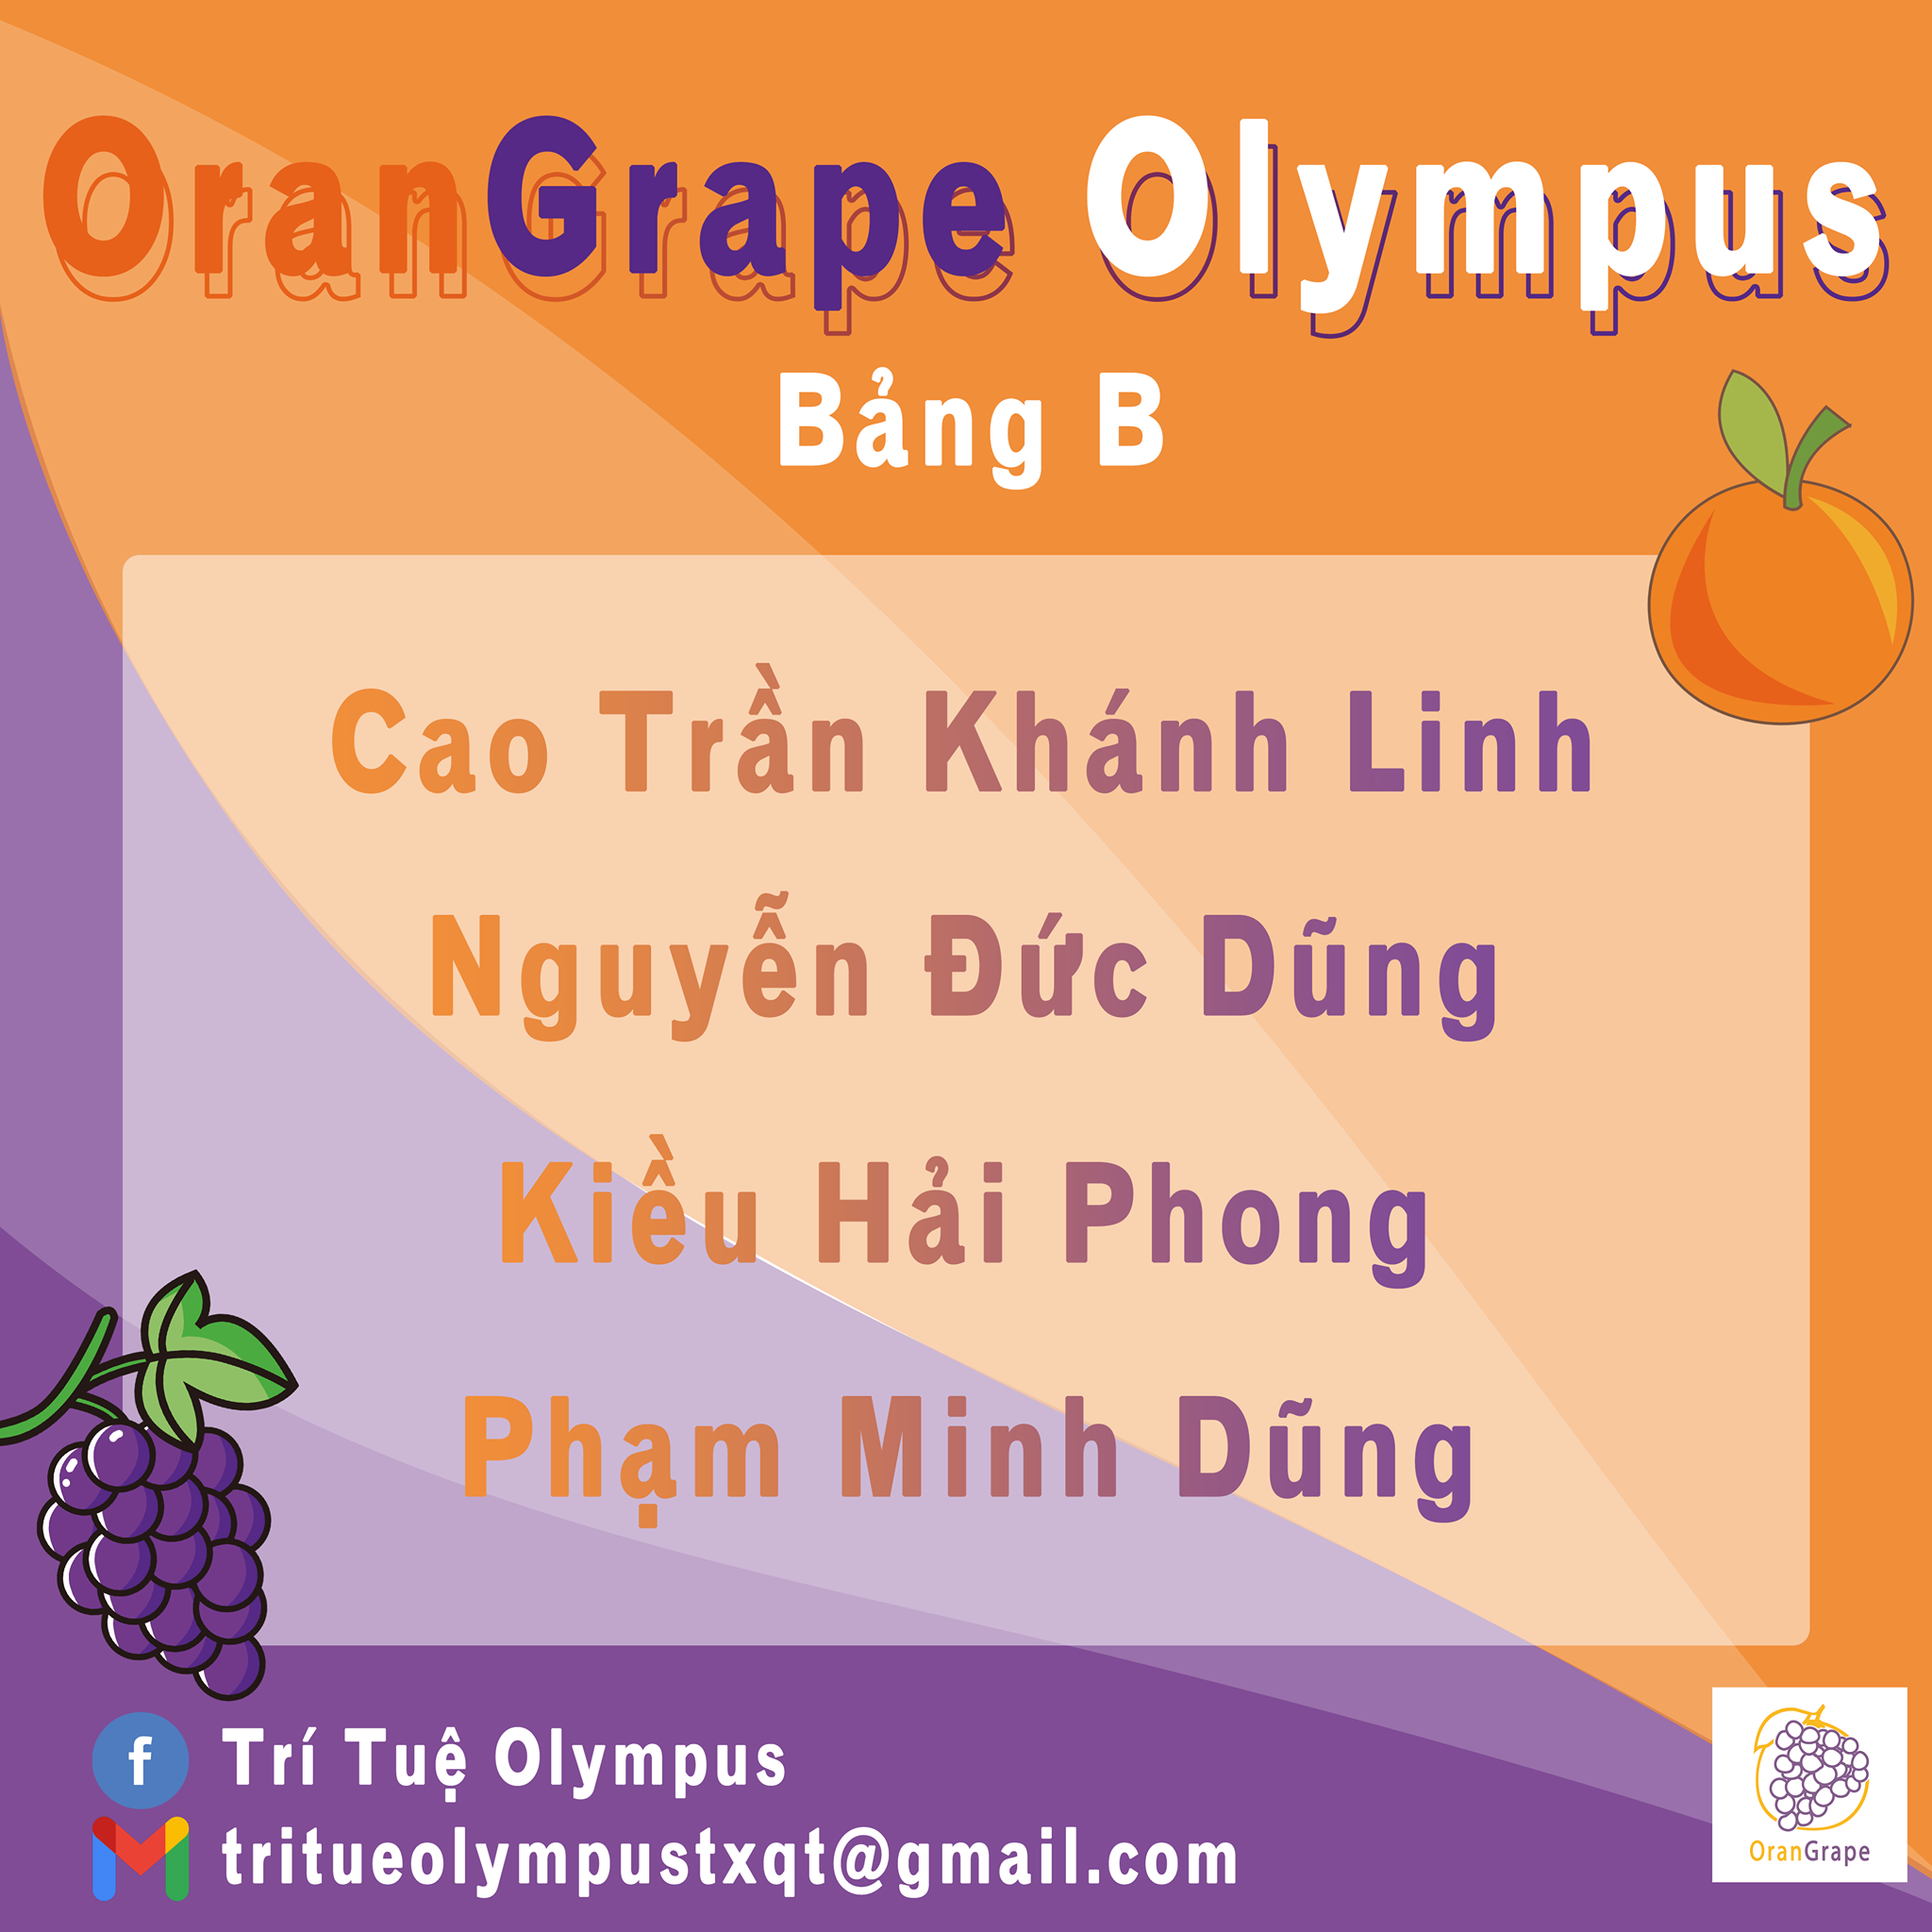 OranGrape Olympus
Bảng B
Cao Trần Khánh Linh
Nguyễn Đức Dũng
Kiều Hải Phong
Phạm Minh Dũng
f Trí Tuệ Olympus
tritueolympustxqt@gmail.com
OranGrape